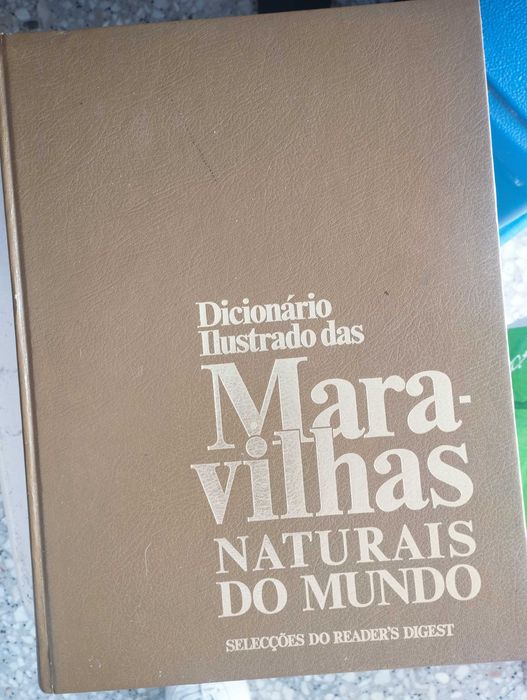 Dicionário
Ilustrado das
Mara-
vilhas
NATURAIS
DO MUNDO
SELECÇÕES DO READER'S DIGEST